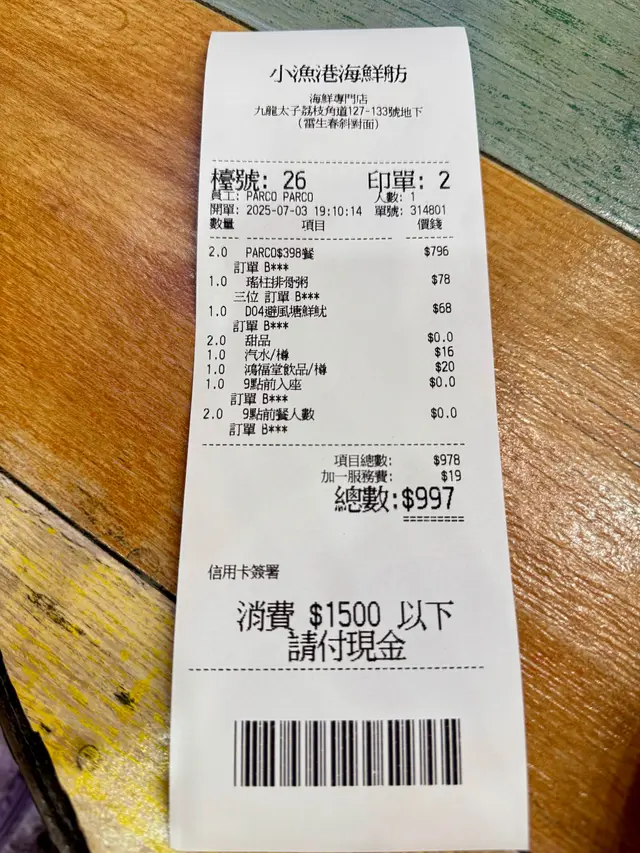 小漁港海鮮舫
海鮮專門店
九龍太子荔枝角道127-133號地下
(雷生春斜對面)
檯號: 26 印單: 2
員工: PARCO PARCO 人數: 1
開單: 2025-07-03 19:10:14 單號: 314801
數量 項目 價錢
2.0 PARCO$398餐 $796
訂單 B***
1.0 瑤柱排骨粥 $78
三位 訂單 B***
1.0 D04避風塘鮮魷 $68
訂單 B***
2.0 甜品 $0.0
1.0 汽水/樽 $16
1.0 鴻福堂飲品/樽 $20
1.0 9點前入座 $0.0
訂單 B***
2.0 9點前餐人數 $0.0
訂單 B***
項目總數: $978
加一服務費: $19
總數:$997
信用卡簽署
消費 $1500 以下
請付現金